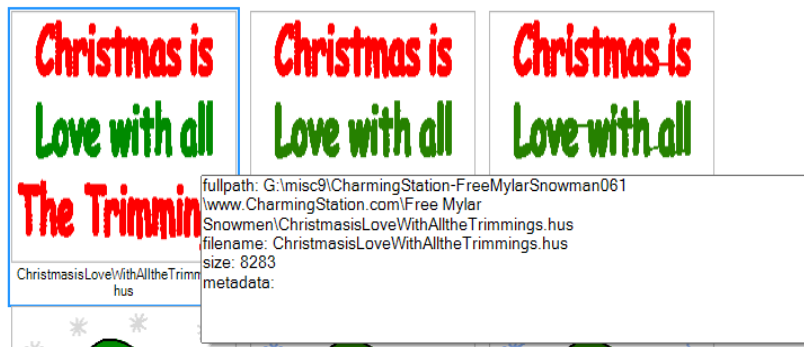 Christmas is
Love with all
The Trimmin
Christmas is
Love with all
Christmas is
Love with all
fullpath: G:\misc9\CharmingStation-FreeMylarSnowman061
\www.CharmingStation.com\Free Mylar
Snowmen\ChristmasisLoveWithAlltheTrimmings.hus
filename: ChristmasisLoveWithAlltheTrimmings.hus
size: 8283
metadata:
ChristmasisLoveWithAlltheTrimm
hus